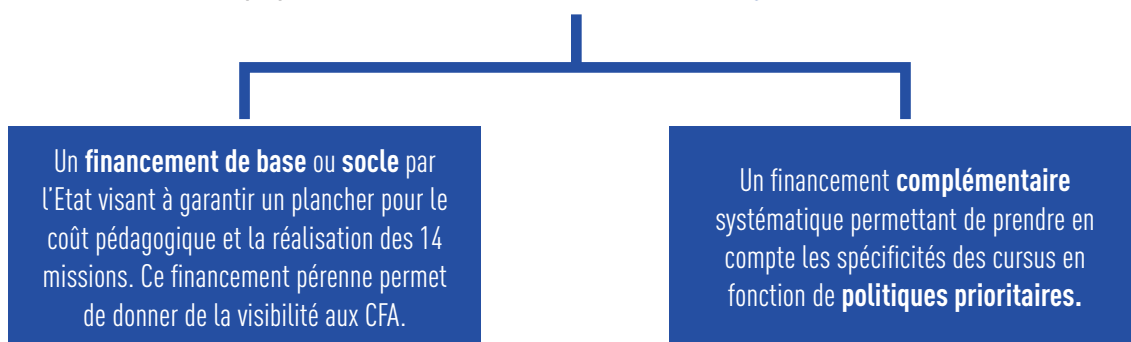 Un financement de base ou socle par
l'Etat visant à garantir un plancher pour le
coût pédagogique et la réalisation des 14
missions. Ce financement pérenne permet
de donner de la visibilité aux CFA.
Un financement complémentaire
systématique permettant de prendre en
compte les spécificités des cursus en
fonction de politiques prioritaires.